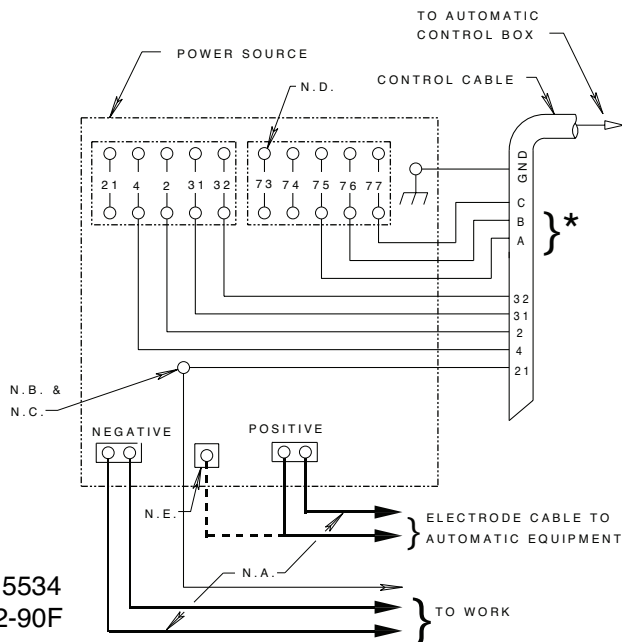 TO AUTOMATIC
CONTROL BOX
POWER SOURCE
CONTROL CABLE
N.D.
21 4 2 31 32 73 74 75 76 77
GND
C
B
A
*
32
31
2
4
21
N.B. &
N.C.
NEGATIVE
POSITIVE
N.E.
ELECTRODE CABLE TO
AUTOMATIC EQUIPMENT
N.A.
5534
2-90F
TO WORK